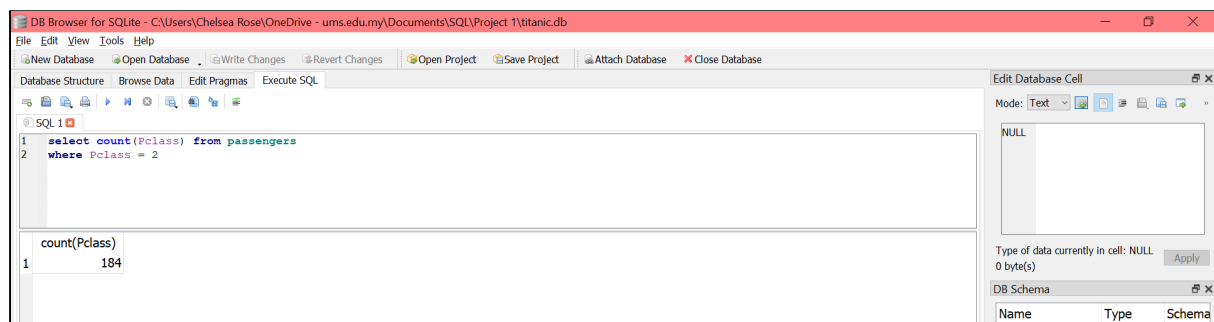 DB Browser for SQLite - C:\Users\Chelsea Rose\OneDrive - ums.edu.my\Documents\SQL\Project 1\titanic.db
File Edit View Tools Help
New Database Open Database Write Changes Revert Changes Open Project Save Project Attach Database Close Database
Database Structure Browse Data Edit Pragmas Execute SQL
Edit Database Cell
Mode: Text
SQL 1
1 select count(Pclass) from passengers
2 where Pclass = 2
NULL
count(Pclass)
1 184
Type of data currently in cell: NULL
0 byte(s)
Apply
DB Schema
Name Type Schema